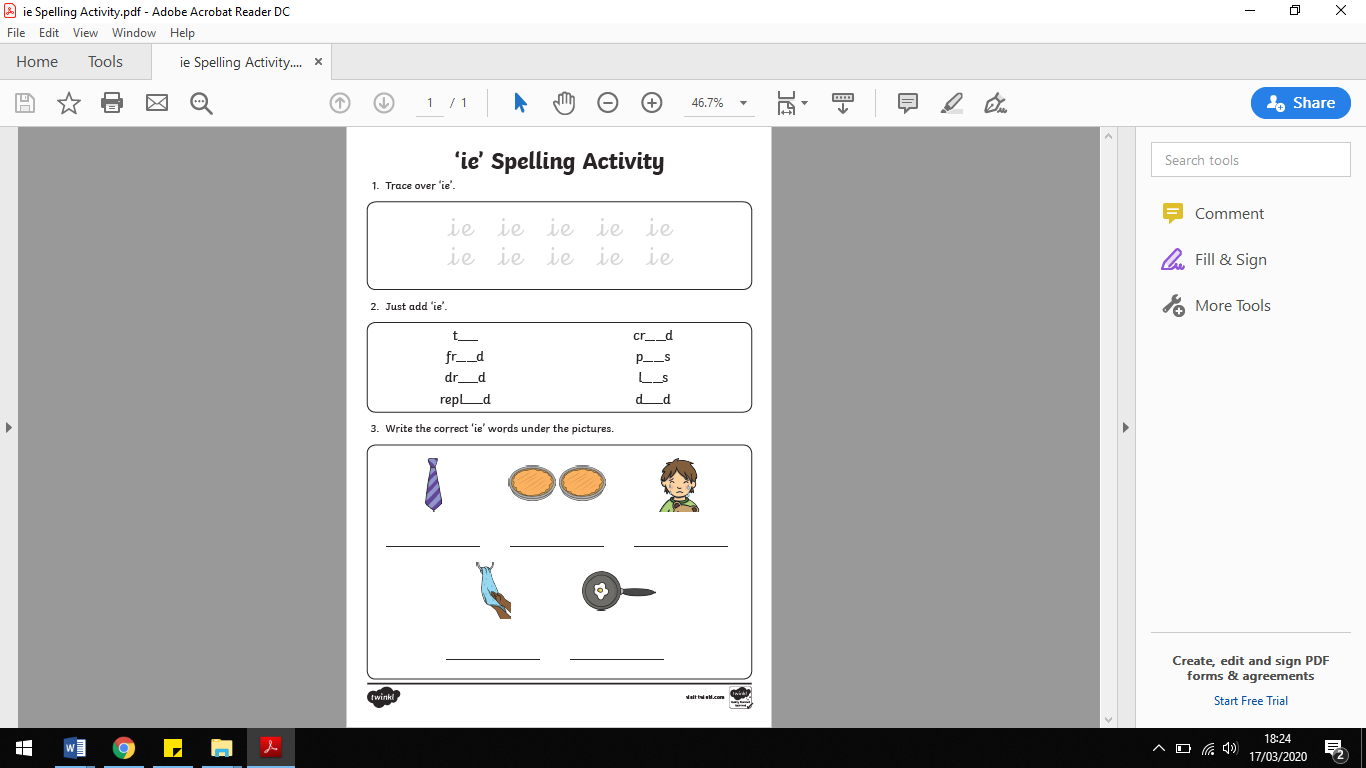 ie Spelling Activity.pdf - Adobe Acrobat Reader DC
File Edit View Window Help
Home Tools ie Spelling Activity.... ×
1 / 1 46.7% Share
Search tools
Comment
Fill & Sign
More Tools
Create, edit and sign PDF
forms & agreements
Start Free Trial
‘ie’ Spelling Activity
1. Trace over ‘ie’.
ie ie ie ie ie
ie ie ie ie ie
2. Just add ‘ie’.
t___ cr___d
fr___d p___s
dr___d l___s
repl___d d___d
3. Write the correct ‘ie’ words under the pictures.
twinkl
visit twinkl.com
twinkl
18:24
17/03/2020
2